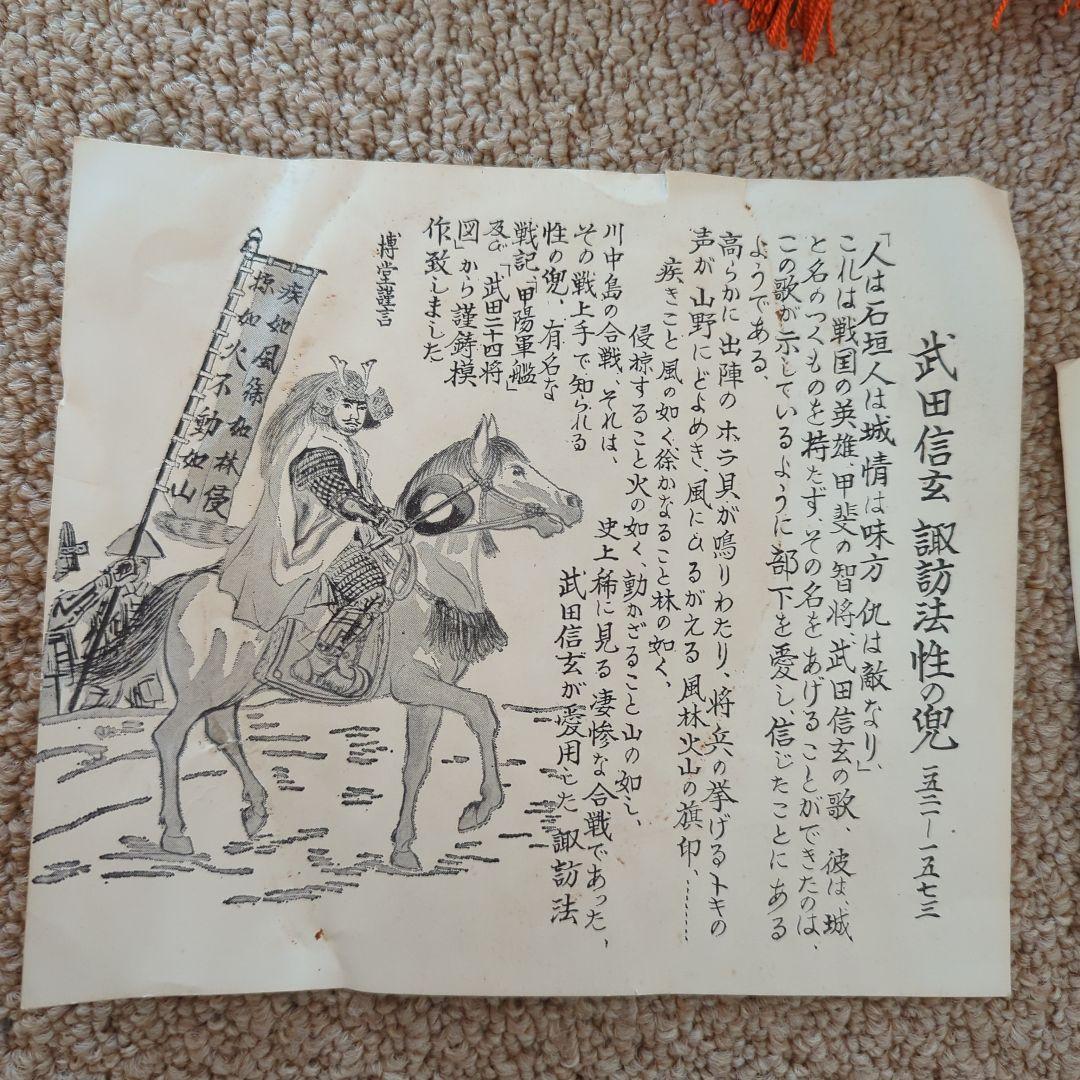 武田信玄 諏訪法性の兜 一五二一―一五七三
「人は石垣人は城 情は味方 仇は敵なり」
これは戦国の英雄、甲斐の智将、武田信玄の歌、彼は、城
と名のつくものを持たず、その名をあげることができたのは、
この歌が示しているように部下を愛し、信じたことにある
ようである、
高らかに出陣のホラ貝が鳴りわたり、将兵の挙げるトキの
声が山野にどよめき、風にひるがえる風林火山の旗印、……
疾きこと風の如く徐かなること林の如く、
侵掠すること火の如く、動かざること山の如し、
川中島の合戦、それは、史上稀に見る凄惨な合戦であった、
その戦上手で知られる武田信玄が愛用した諏訪法
性の兜、有名な
戦記、「甲陽軍艦」
及び「武田二十四将
図」から謹鋳模
作致しました
博堂謹言
疾如風徐如林侵
掠如火不動如山